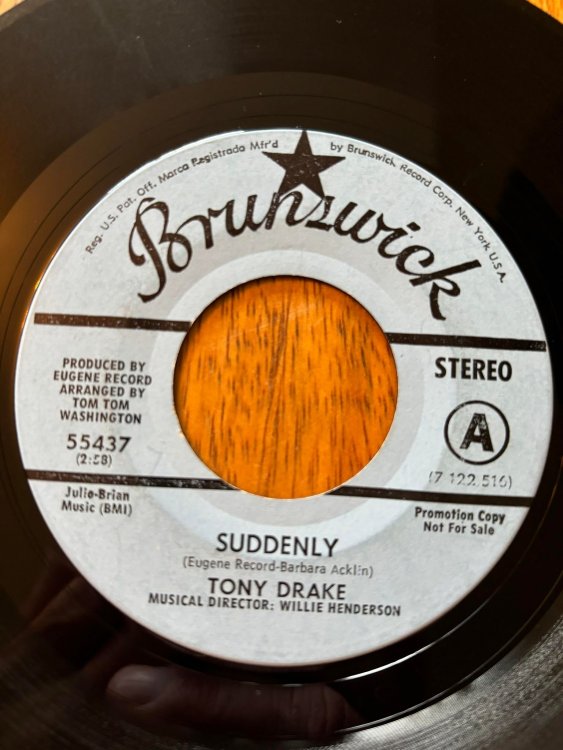 Reg. U.S. Pat. Off. Marca Registrada Mfr'd by Brunswick Record Corp. New York U.S.A.
Brunswick
PRODUCED BY
EUGENE RECORD
ARRANGED BY
TOM TOM
WASHINGTON
55437
(2:58)
Julio-Brian
Music (BMI)
STEREO
A
(7-122,516)
Promotion Copy
Not For Sale
SUDDENLY
(Eugene Record-Barbara Acklin)
TONY DRAKE
MUSICAL DIRECTOR: WILLIE HENDERSON